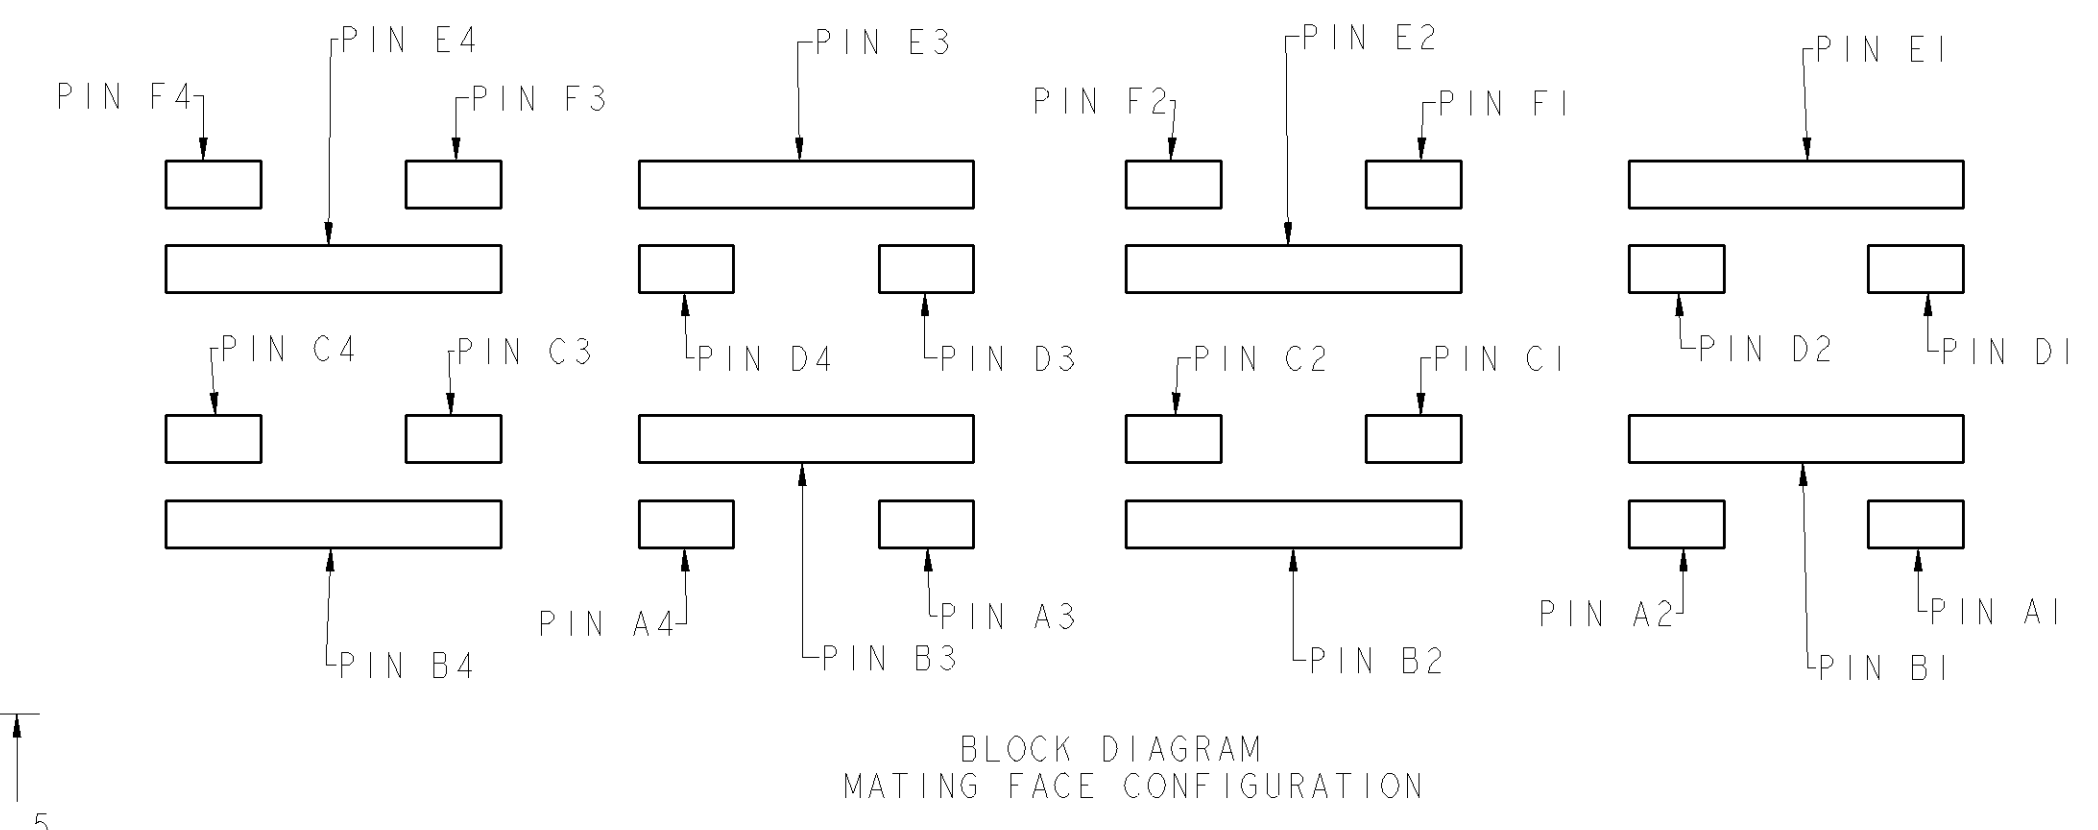 PIN E4
PIN E3
PIN E2
PIN E1
PIN F4
PIN F3
PIN F2
PIN F1
PIN C4
PIN C3
PIN D4
PIN D3
PIN C2
PIN C1
PIN D2
PIN D1
PIN A4
PIN A3
PIN A2
PIN A1
PIN B4
PIN B3
PIN B2
PIN B1
BLOCK DIAGRAM
MATING FACE CONFIGURATION
5